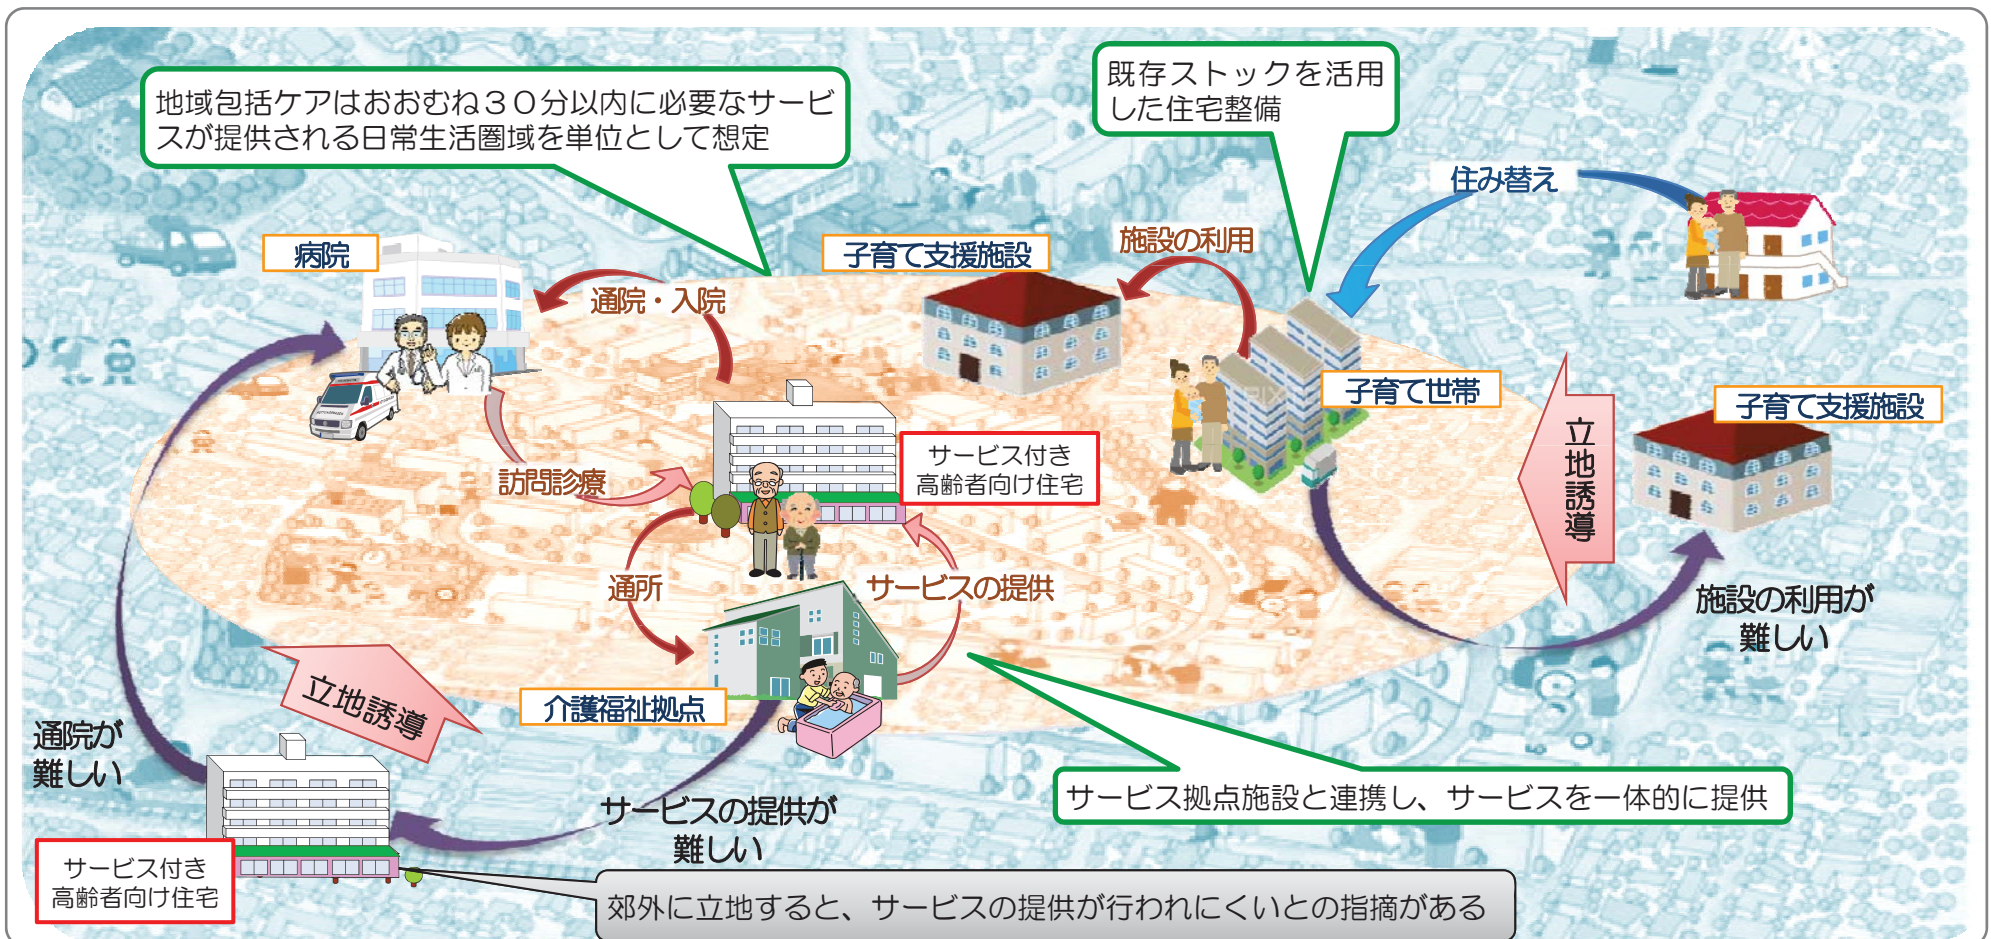 地域包括ケアはおおむね３０分以内に必要なサービ
スが提供される日常生活圏域を単位として想定
既存ストックを活用
した住宅整備
住み替え
病院
子育て支援施設
施設の利用
通院・入院
子育て世帯
子育て支援施設
立地誘導
サービス付き
高齢者向け住宅
訪問診療
通所
サービスの提供
施設の利用が
難しい
介護福祉拠点
立地誘導
通院が
難しい
サービスの提供が
難しい
サービス拠点施設と連携し、サービスを一体的に提供
サービス付き
高齢者向け住宅
郊外に立地すると、サービスの提供が行われにくいとの指摘がある